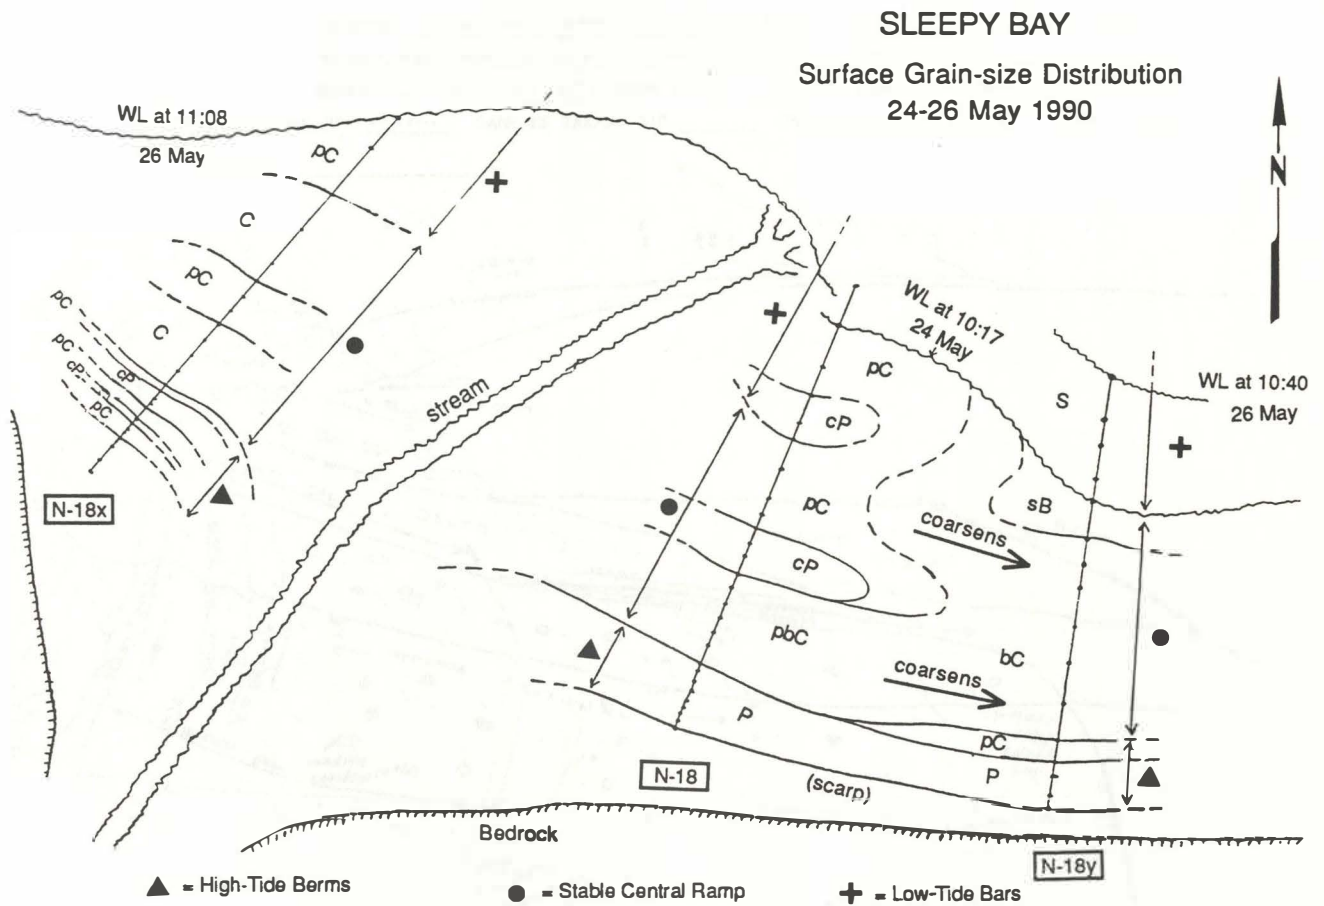 SLEEPY BAY
Surface Grain-size Distribution
24-26 May 1990
N
WL at 11:08
26 May
pC
C
pC
C
pC
pC
cP
cP
pC
N-18x
stream
WL at 10:17
24 May
pC
cP
pC
cP
pbC
P
N-18
(scarp)
coarsens
coarsens
S
sB
bC
pC
P
WL at 10:40
26 May
N-18y
Bedrock
= High-Tide Berms
= Stable Central Ramp
= Low-Tide Bars